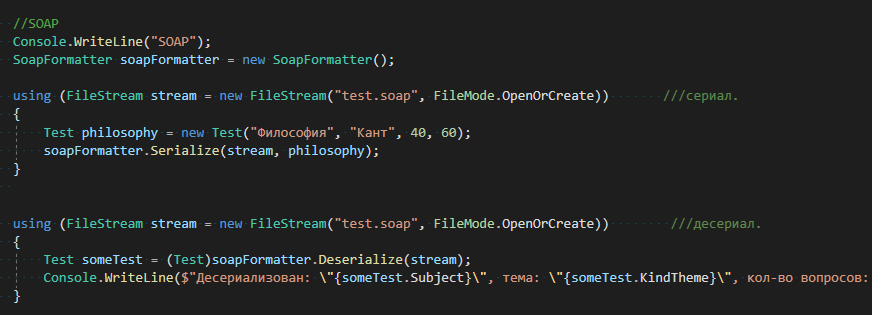 //SOAP
Console.WriteLine("SOAP");
SoapFormatter soapFormatter = new SoapFormatter();
using (FileStream stream = new FileStream("test.soap", FileMode.OpenOrCreate)) ///сериал.
{
Test philosophy = new Test("Философия", "Кант", 40, 60);
soapFormatter.Serialize(stream, philosophy);
}
using (FileStream stream = new FileStream("test.soap", FileMode.OpenOrCreate)) ///десериал.
{
Test someTest = (Test)soapFormatter.Deserialize(stream);
Console.WriteLine($"Десериализован: \"{someTest.Subject}\", тема: \"{someTest.KindTheme}\", кол-во вопросов:
}